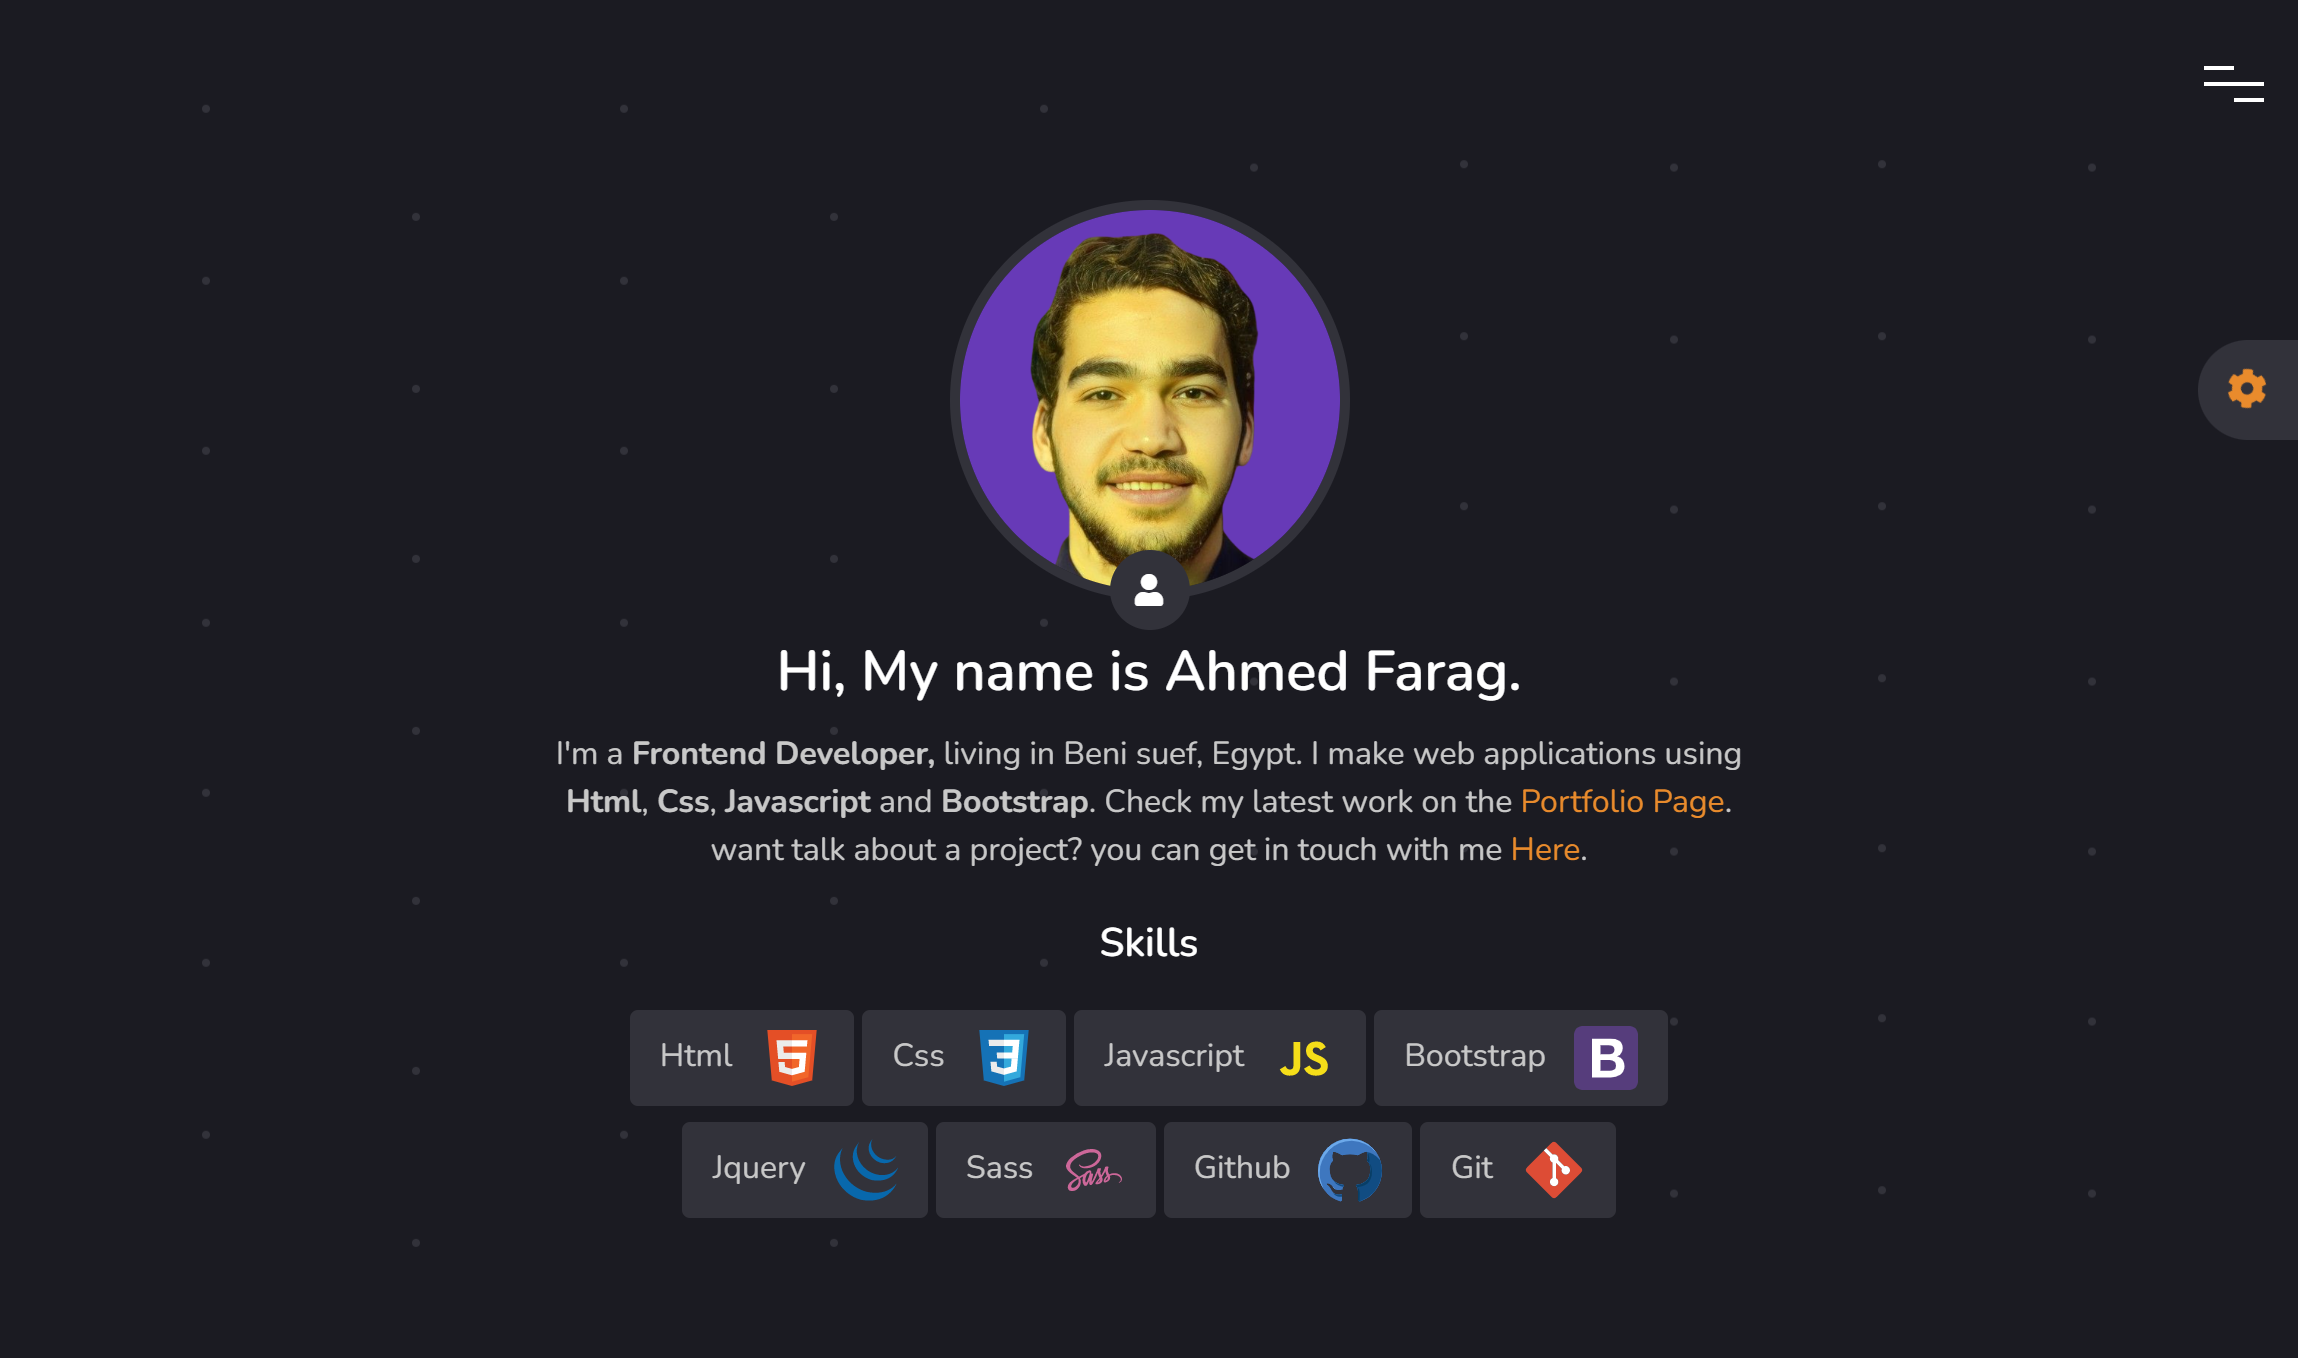 Hi, My name is Ahmed Farag.
I'm a Frontend Developer, living in Beni suef, Egypt. I make web applications using
Html, Css, Javascript and Bootstrap. Check my latest work on the Portfolio Page.
want talk about a project? you can get in touch with me Here.
Skills
Html 5 Css 3 Javascript JS Bootstrap B
Jquery Sass Sass Github Git